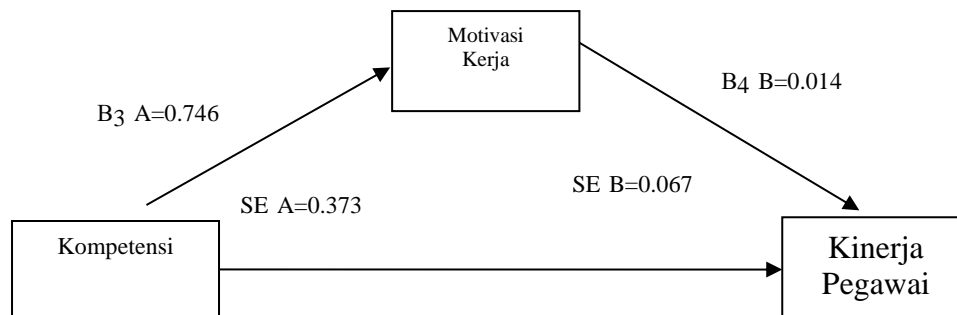 Motivasi
Kerja
B3 A=0.746
B4 B=0.014
SE A=0.373
SE B=0.067
Kompetensi
Kinerja
Pegawai